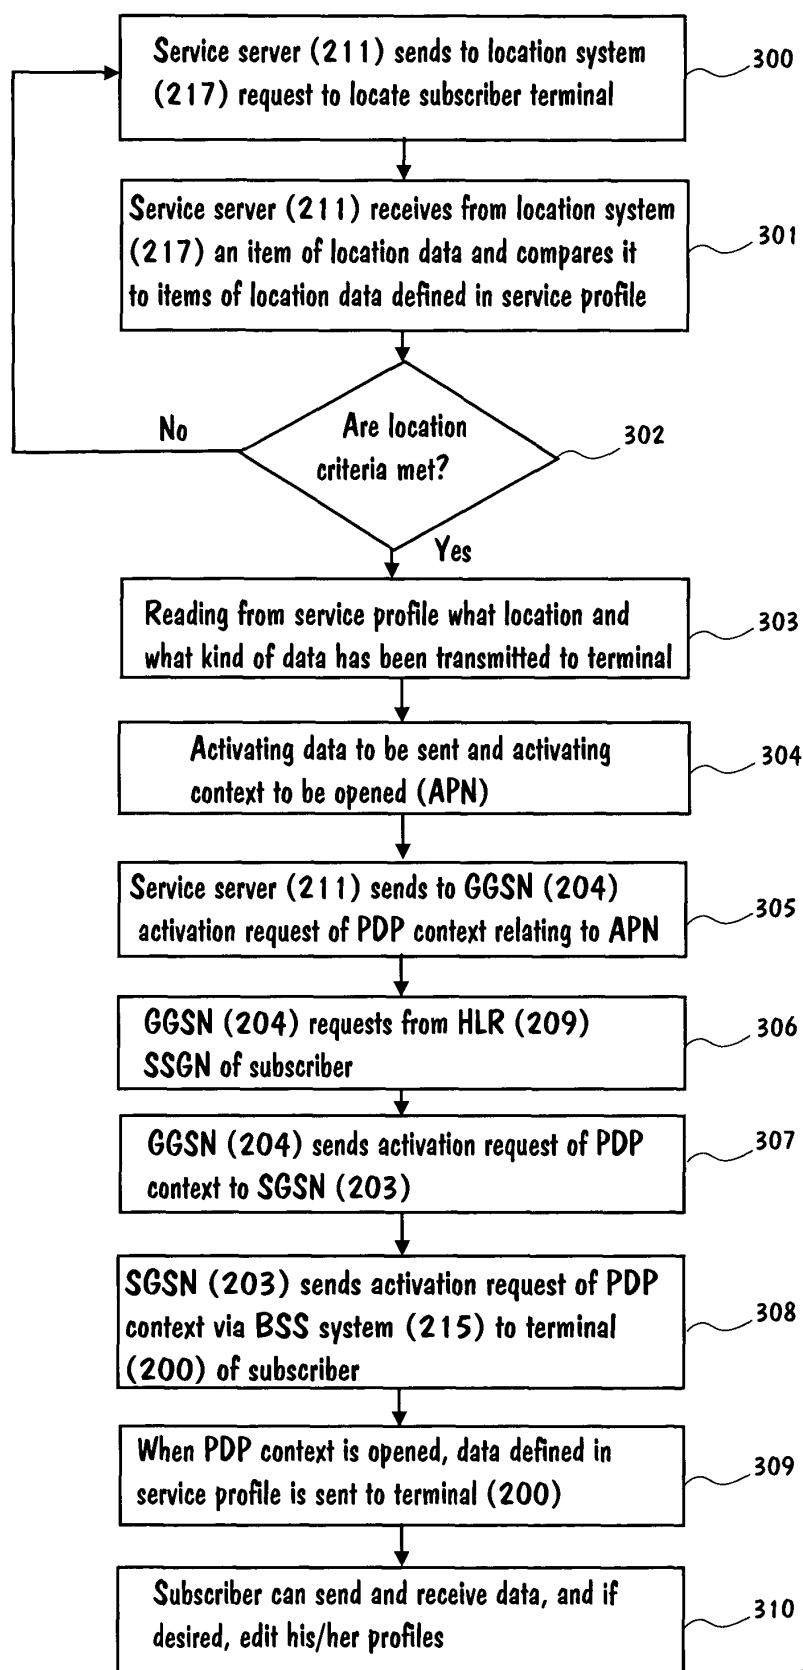 Service server (211) sends to location system
(217) request to locate subscriber terminal
300
Service server (211) receives from location system
(217) an item of location data and compares it
to items of location data defined in service profile
301
No
Are location
criteria met?
302
Yes
Reading from service profile what location and
what kind of data has been transmitted to terminal
303
Activating data to be sent and activating
context to be opened (APN)
304
Service server (211) sends to GGSN (204)
activation request of PDP context relating to APN
305
GGSN (204) requests from HLR (209)
SSGN of subscriber
306
GGSN (204) sends activation request of PDP
context to SGSN (203)
307
SGSN (203) sends activation request of PDP
context via BSS system (215) to terminal
(200) of subscriber
308
When PDP context is opened, data defined in
service profile is sent to terminal (200)
309
Subscriber can send and receive data, and if
desired, edit his/her profiles
310